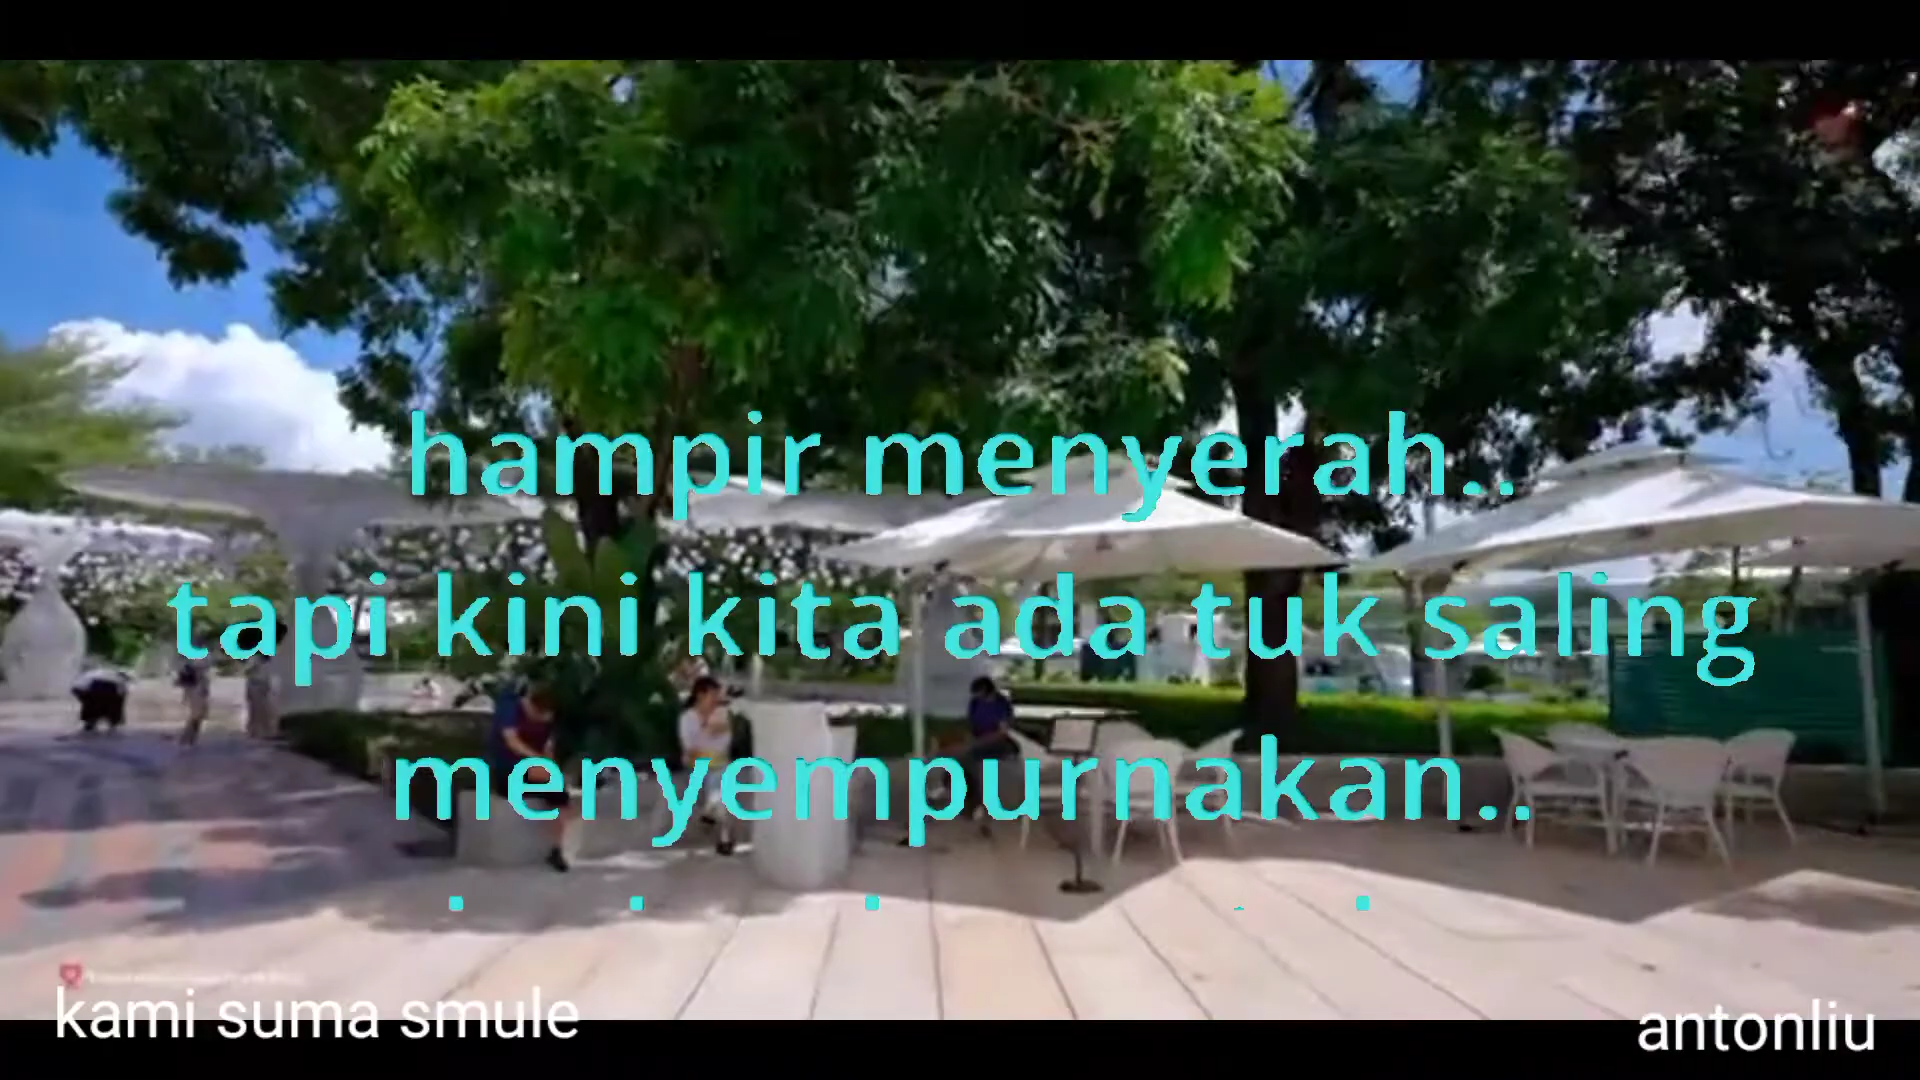 hampir menyerah..
tapi kini kita ada tuk saling
menyempurnakan..
kami suma smule
antonliu